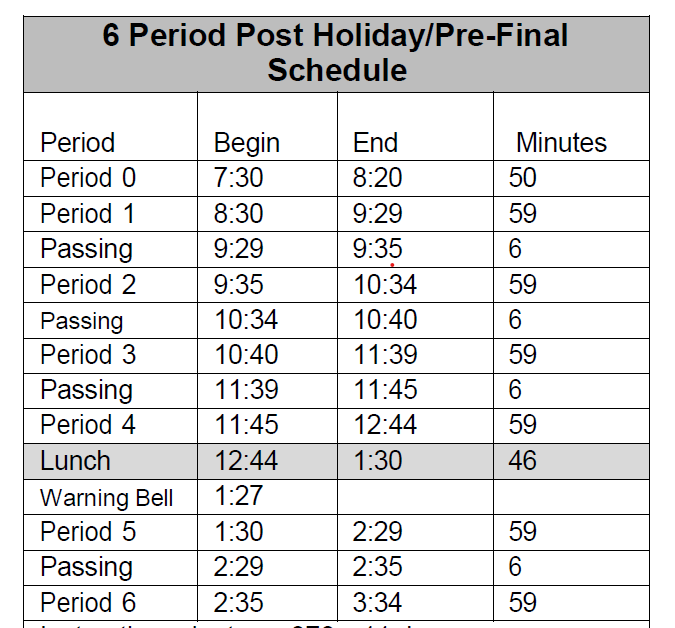 6 Period Post Holiday/Pre-Final
Schedule
Period Begin End Minutes
Period 0 7:30 8:20 50
Period 1 8:30 9:29 59
Passing 9:29 9:35 6
Period 2 9:35 10:34 59
Passing 10:34 10:40 6
Period 3 10:40 11:39 59
Passing 11:39 11:45 6
Period 4 11:45 12:44 59
Lunch 12:44 1:30 46
Warning Bell 1:27
Period 5 1:30 2:29 59
Passing 2:29 2:35 6
Period 6 2:35 3:34 59